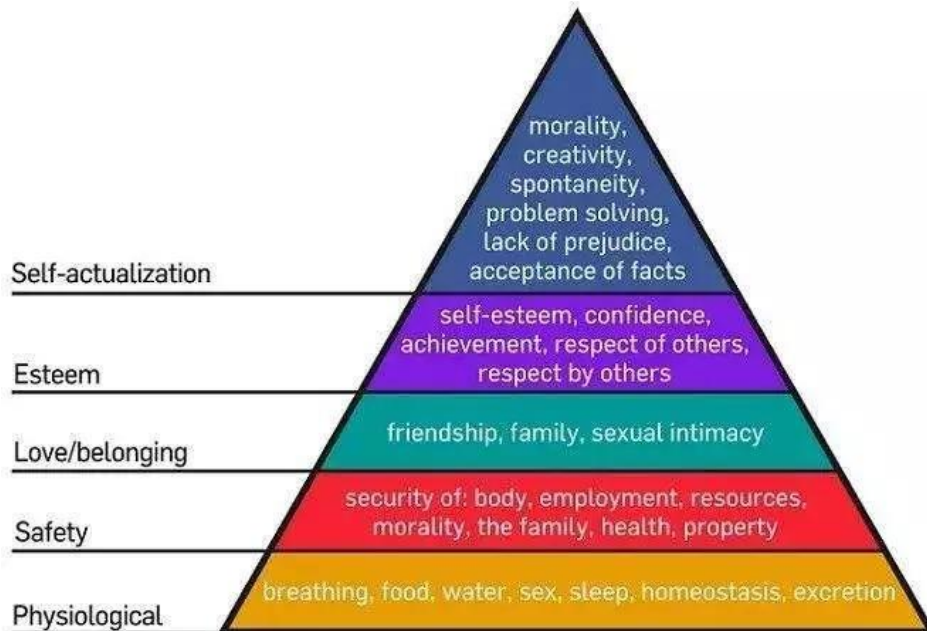 morality,
creativity,
spontaneity,
problem solving,
lack of prejudice,
acceptance of facts
Self-actualization
self-esteem, confidence,
achievement, respect of others,
respect by others
Esteem
friendship, family, sexual intimacy
Love/belonging
security of: body, employment, resources,
morality, the family, health, property
Safety
breathing, food, water, sex, sleep, homeostasis, excretion
Physiological